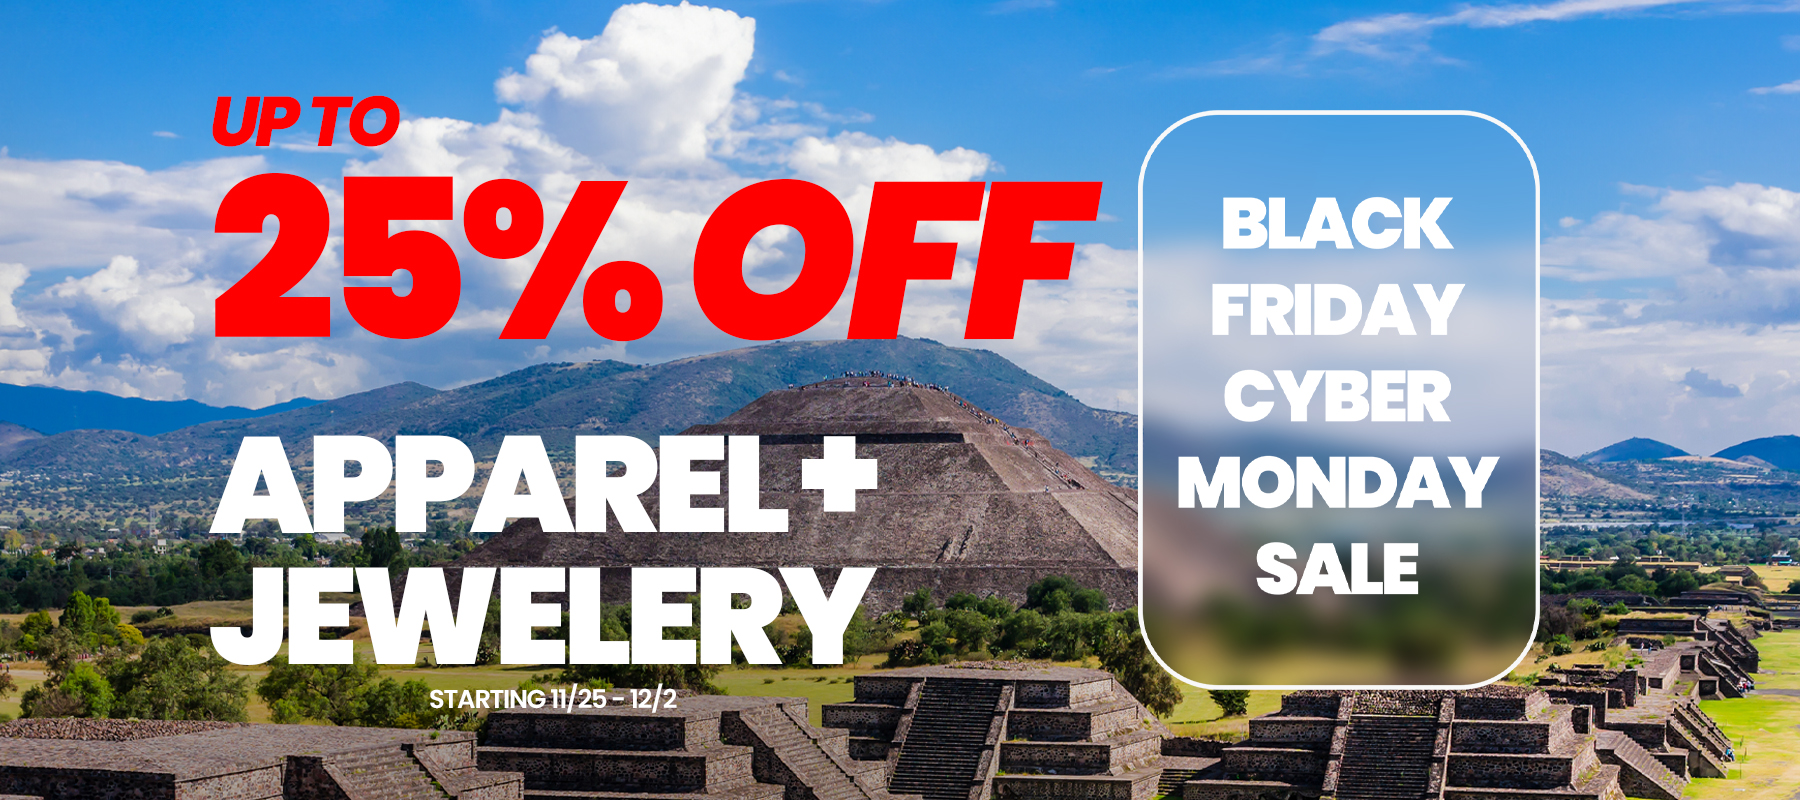 UP TO
25% OFF
APPAREL+
JEWELERY
STARTING 11/25 - 12/2
BLACK
FRIDAY
CYBER
MONDAY
SALE